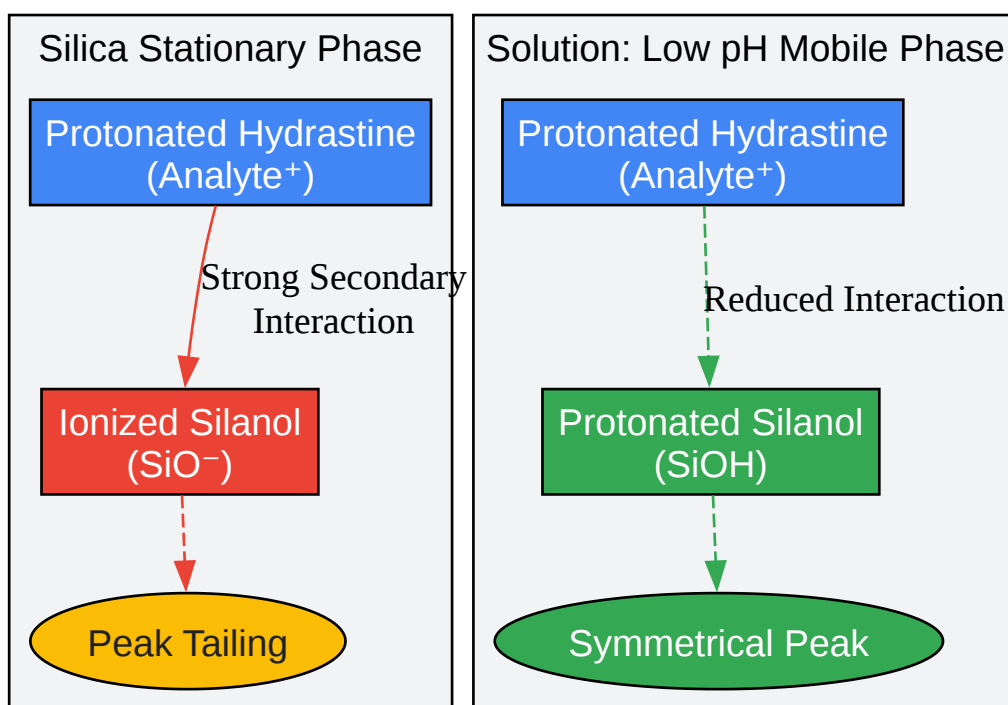 Silica Stationary Phase
Protonated Hydrastine
(Analyte⁺)
Strong Secondary
Interaction
Ionized Silanol
(SiO⁻)
Peak Tailing
Solution: Low pH Mobile Phase
Protonated Hydrastine
(Analyte⁺)
Reduced Interaction
Protonated Silanol
(SiOH)
Symmetrical Peak